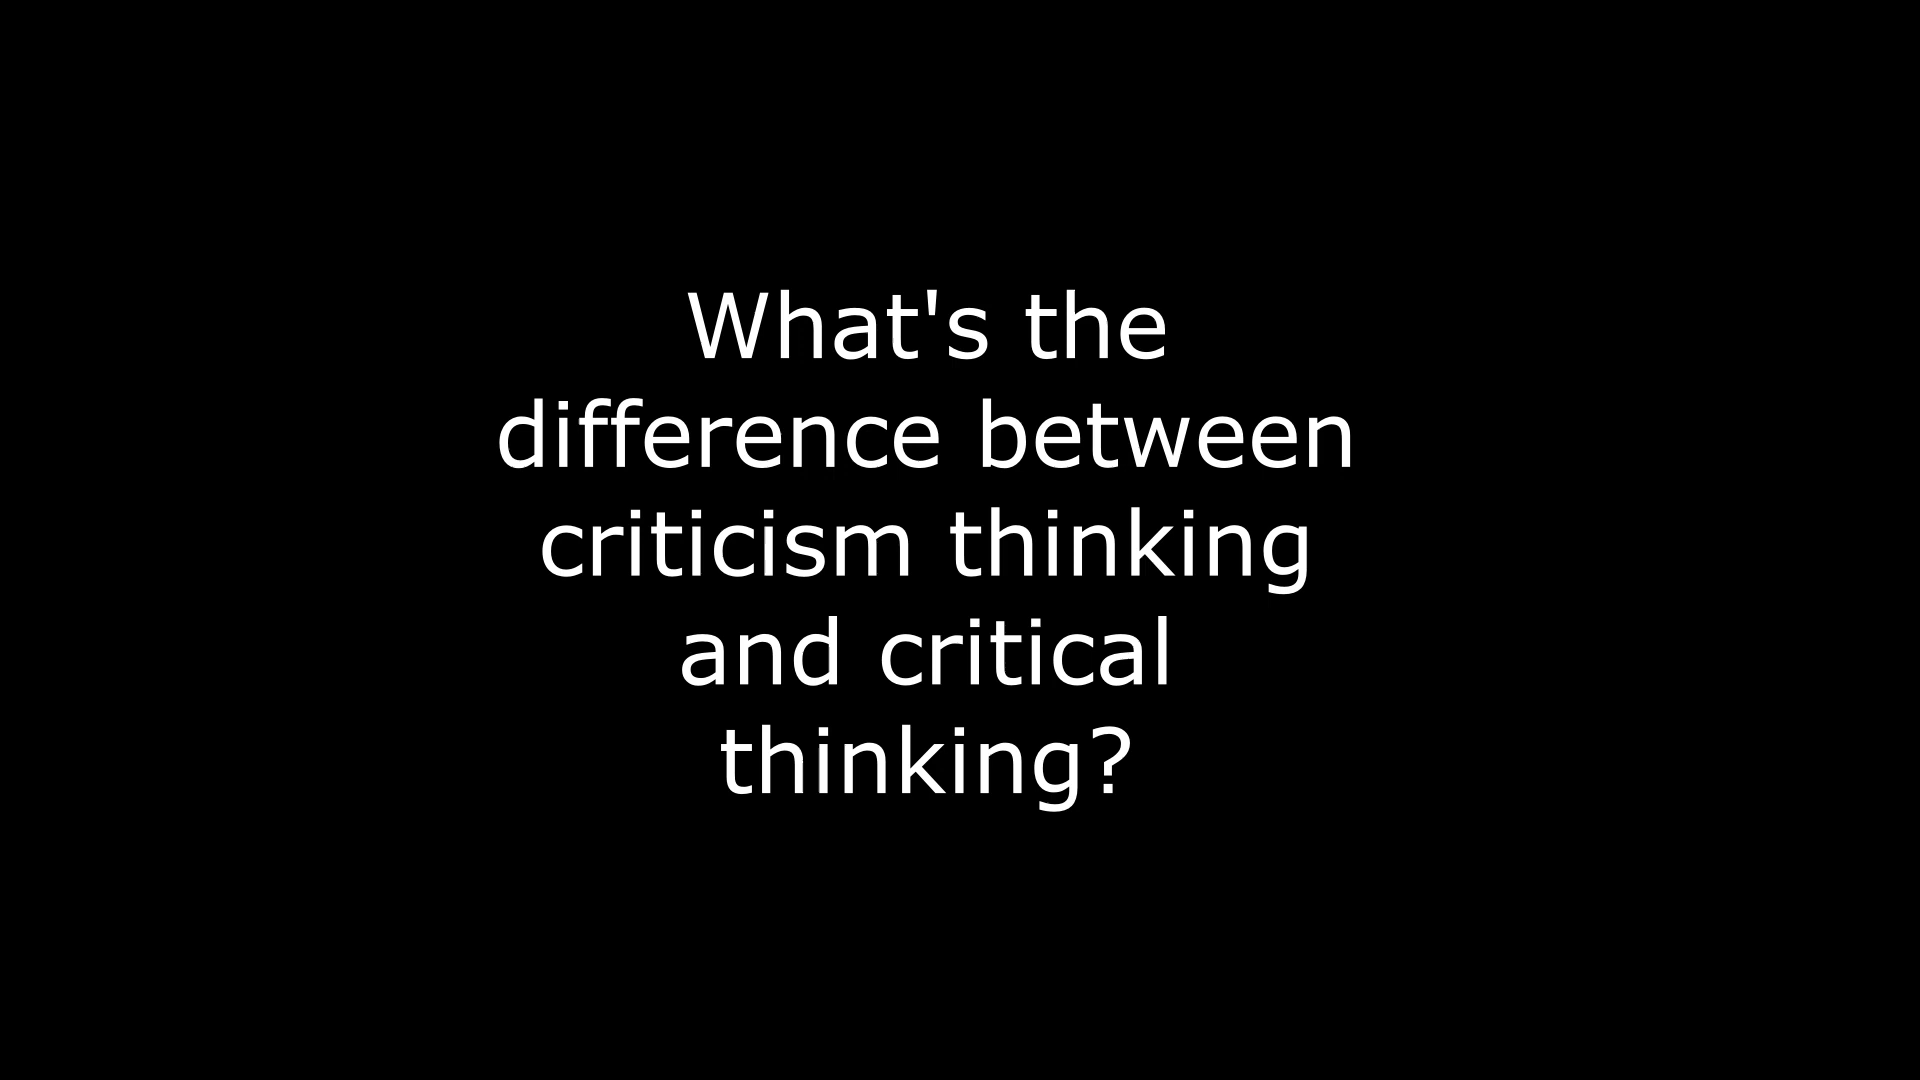 What's the
difference between
criticism thinking
and critical
thinking?